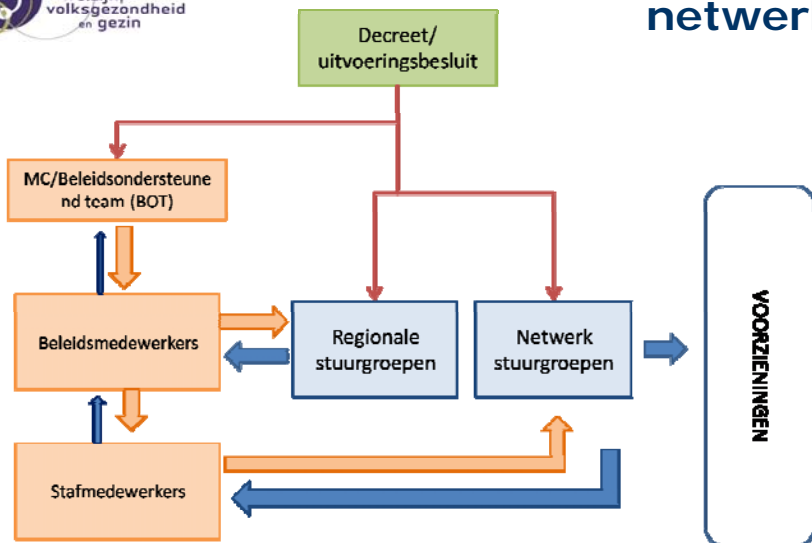 volksgezondheid
en gezin
netwer
Decreet/
uitvoeringsbesluit
MC/Beleidsondersteune
nd team (BOT)
Beleidsmedewerkers
Regionale
stuurgroepen
Netwerk
stuurgroepen
VOORZIENINGEN
Stafmedewerkers